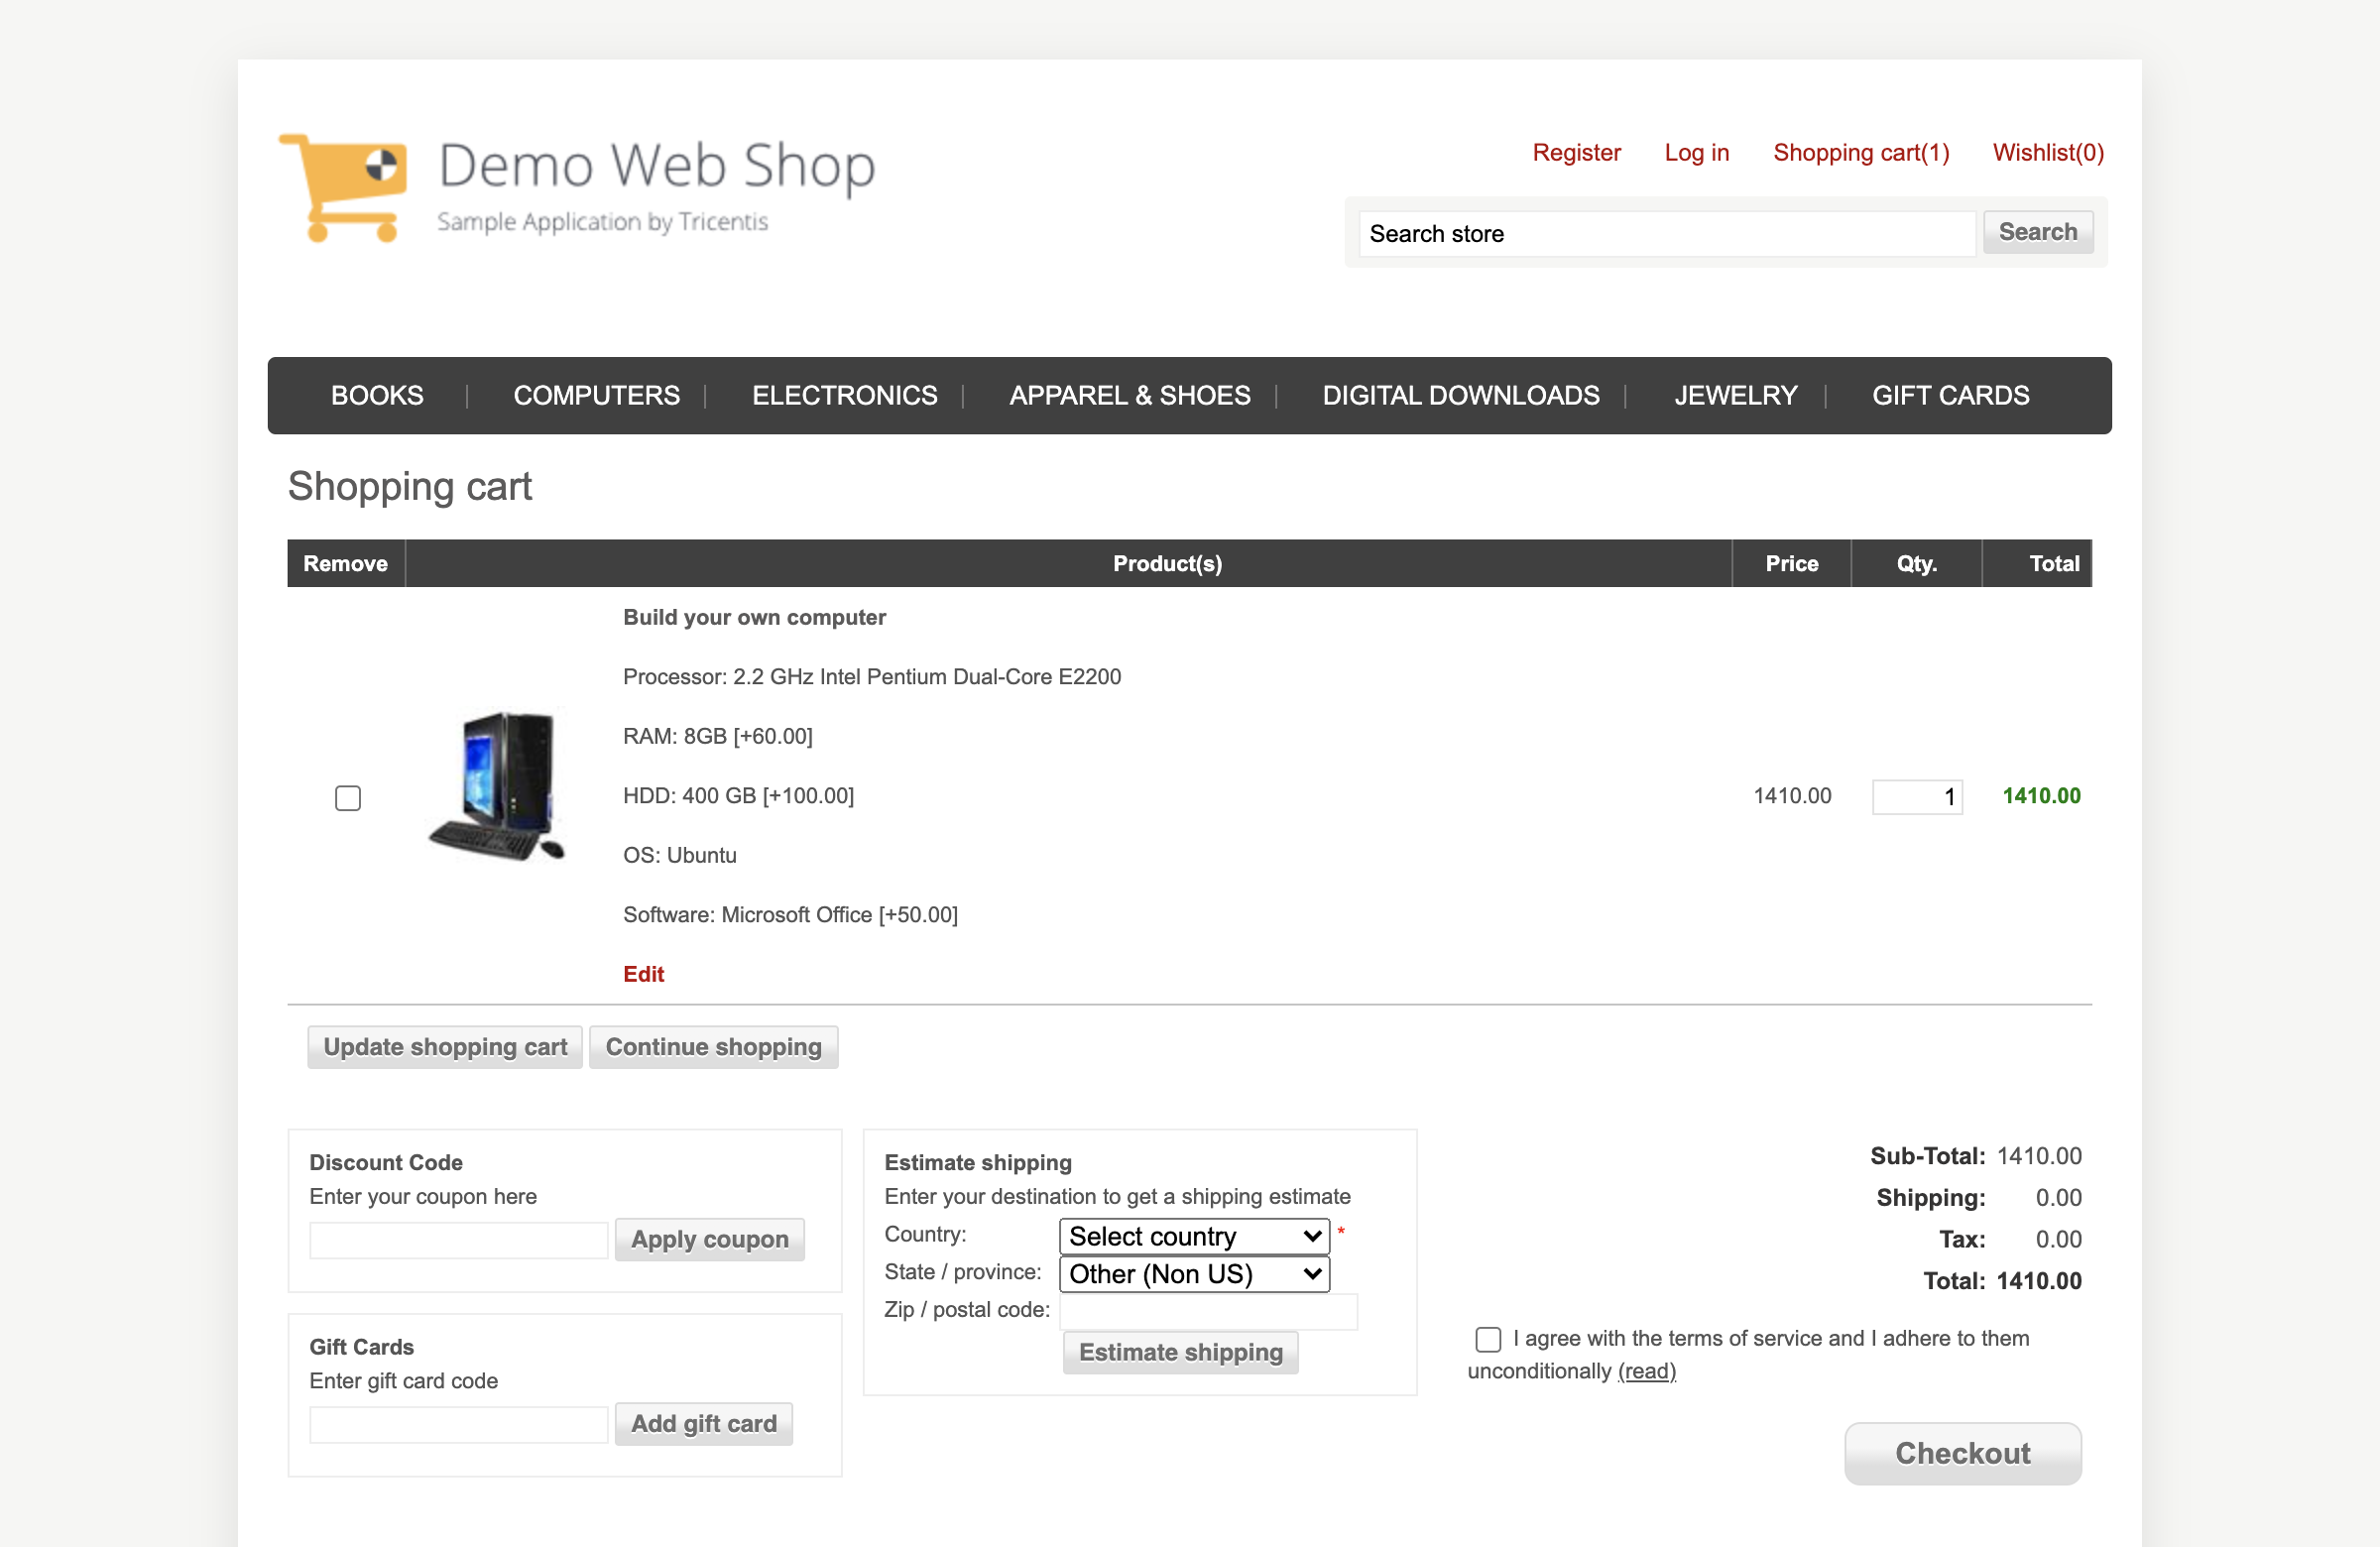 Demo Web Shop
Sample Application by Tricentis
Register Log in Shopping cart(1) Wishlist(0)
Search store Search
BOOKS COMPUTERS ELECTRONICS APPAREL & SHOES DIGITAL DOWNLOADS JEWELRY GIFT CARDS
Shopping cart
Remove Product(s) Price Qty. Total
Build your own computer
Processor: 2.2 GHz Intel Pentium Dual-Core E2200
RAM: 8GB [+60.00]
HDD: 400 GB [+100.00] 1410.00 1 1410.00
OS: Ubuntu
Software: Microsoft Office [+50.00]
Edit
Update shopping cart Continue shopping
Discount Code
Enter your coupon here
Apply coupon
Gift Cards
Enter gift card code
Add gift card
Estimate shipping
Enter your destination to get a shipping estimate
Country: Select country *
State / province: Other (Non US)
Zip / postal code:
Estimate shipping
Sub-Total: 1410.00
Shipping: 0.00
Tax: 0.00
Total: 1410.00
I agree with the terms of service and I adhere to them
unconditionally (read)
Checkout